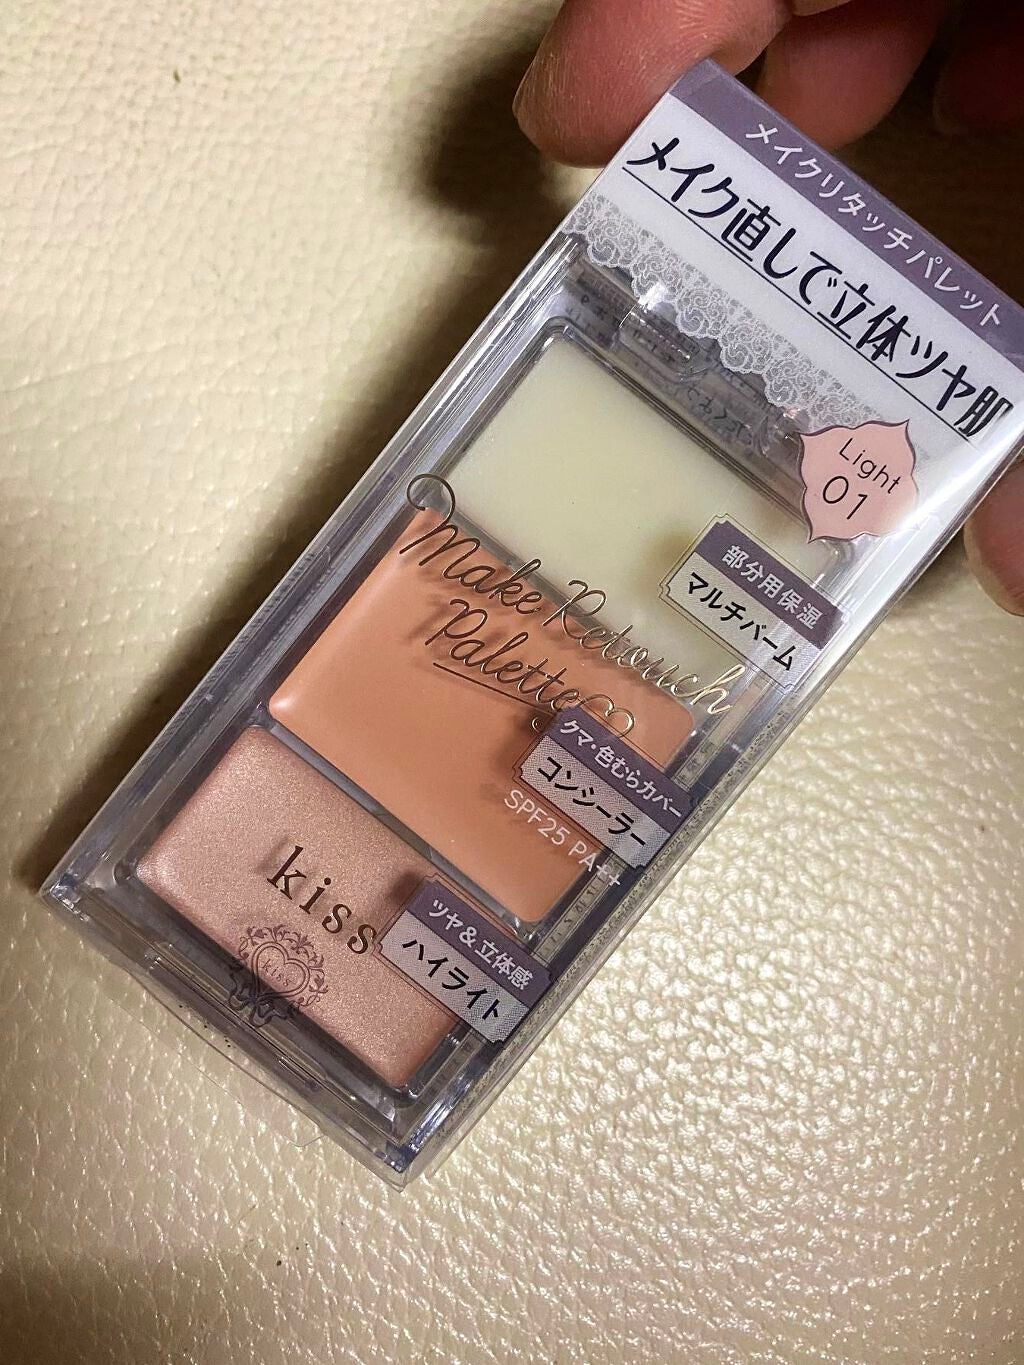 メイクリタッチパレット
メイク直しで立体ツヤ肌
Light
01
部分用保湿
マルチバーム
Make Retouch
Palette
クマ・色むらカバー
コンシーラー
SPF25 PA++
ツヤ&立体感
ハイライト
kiss
kiss